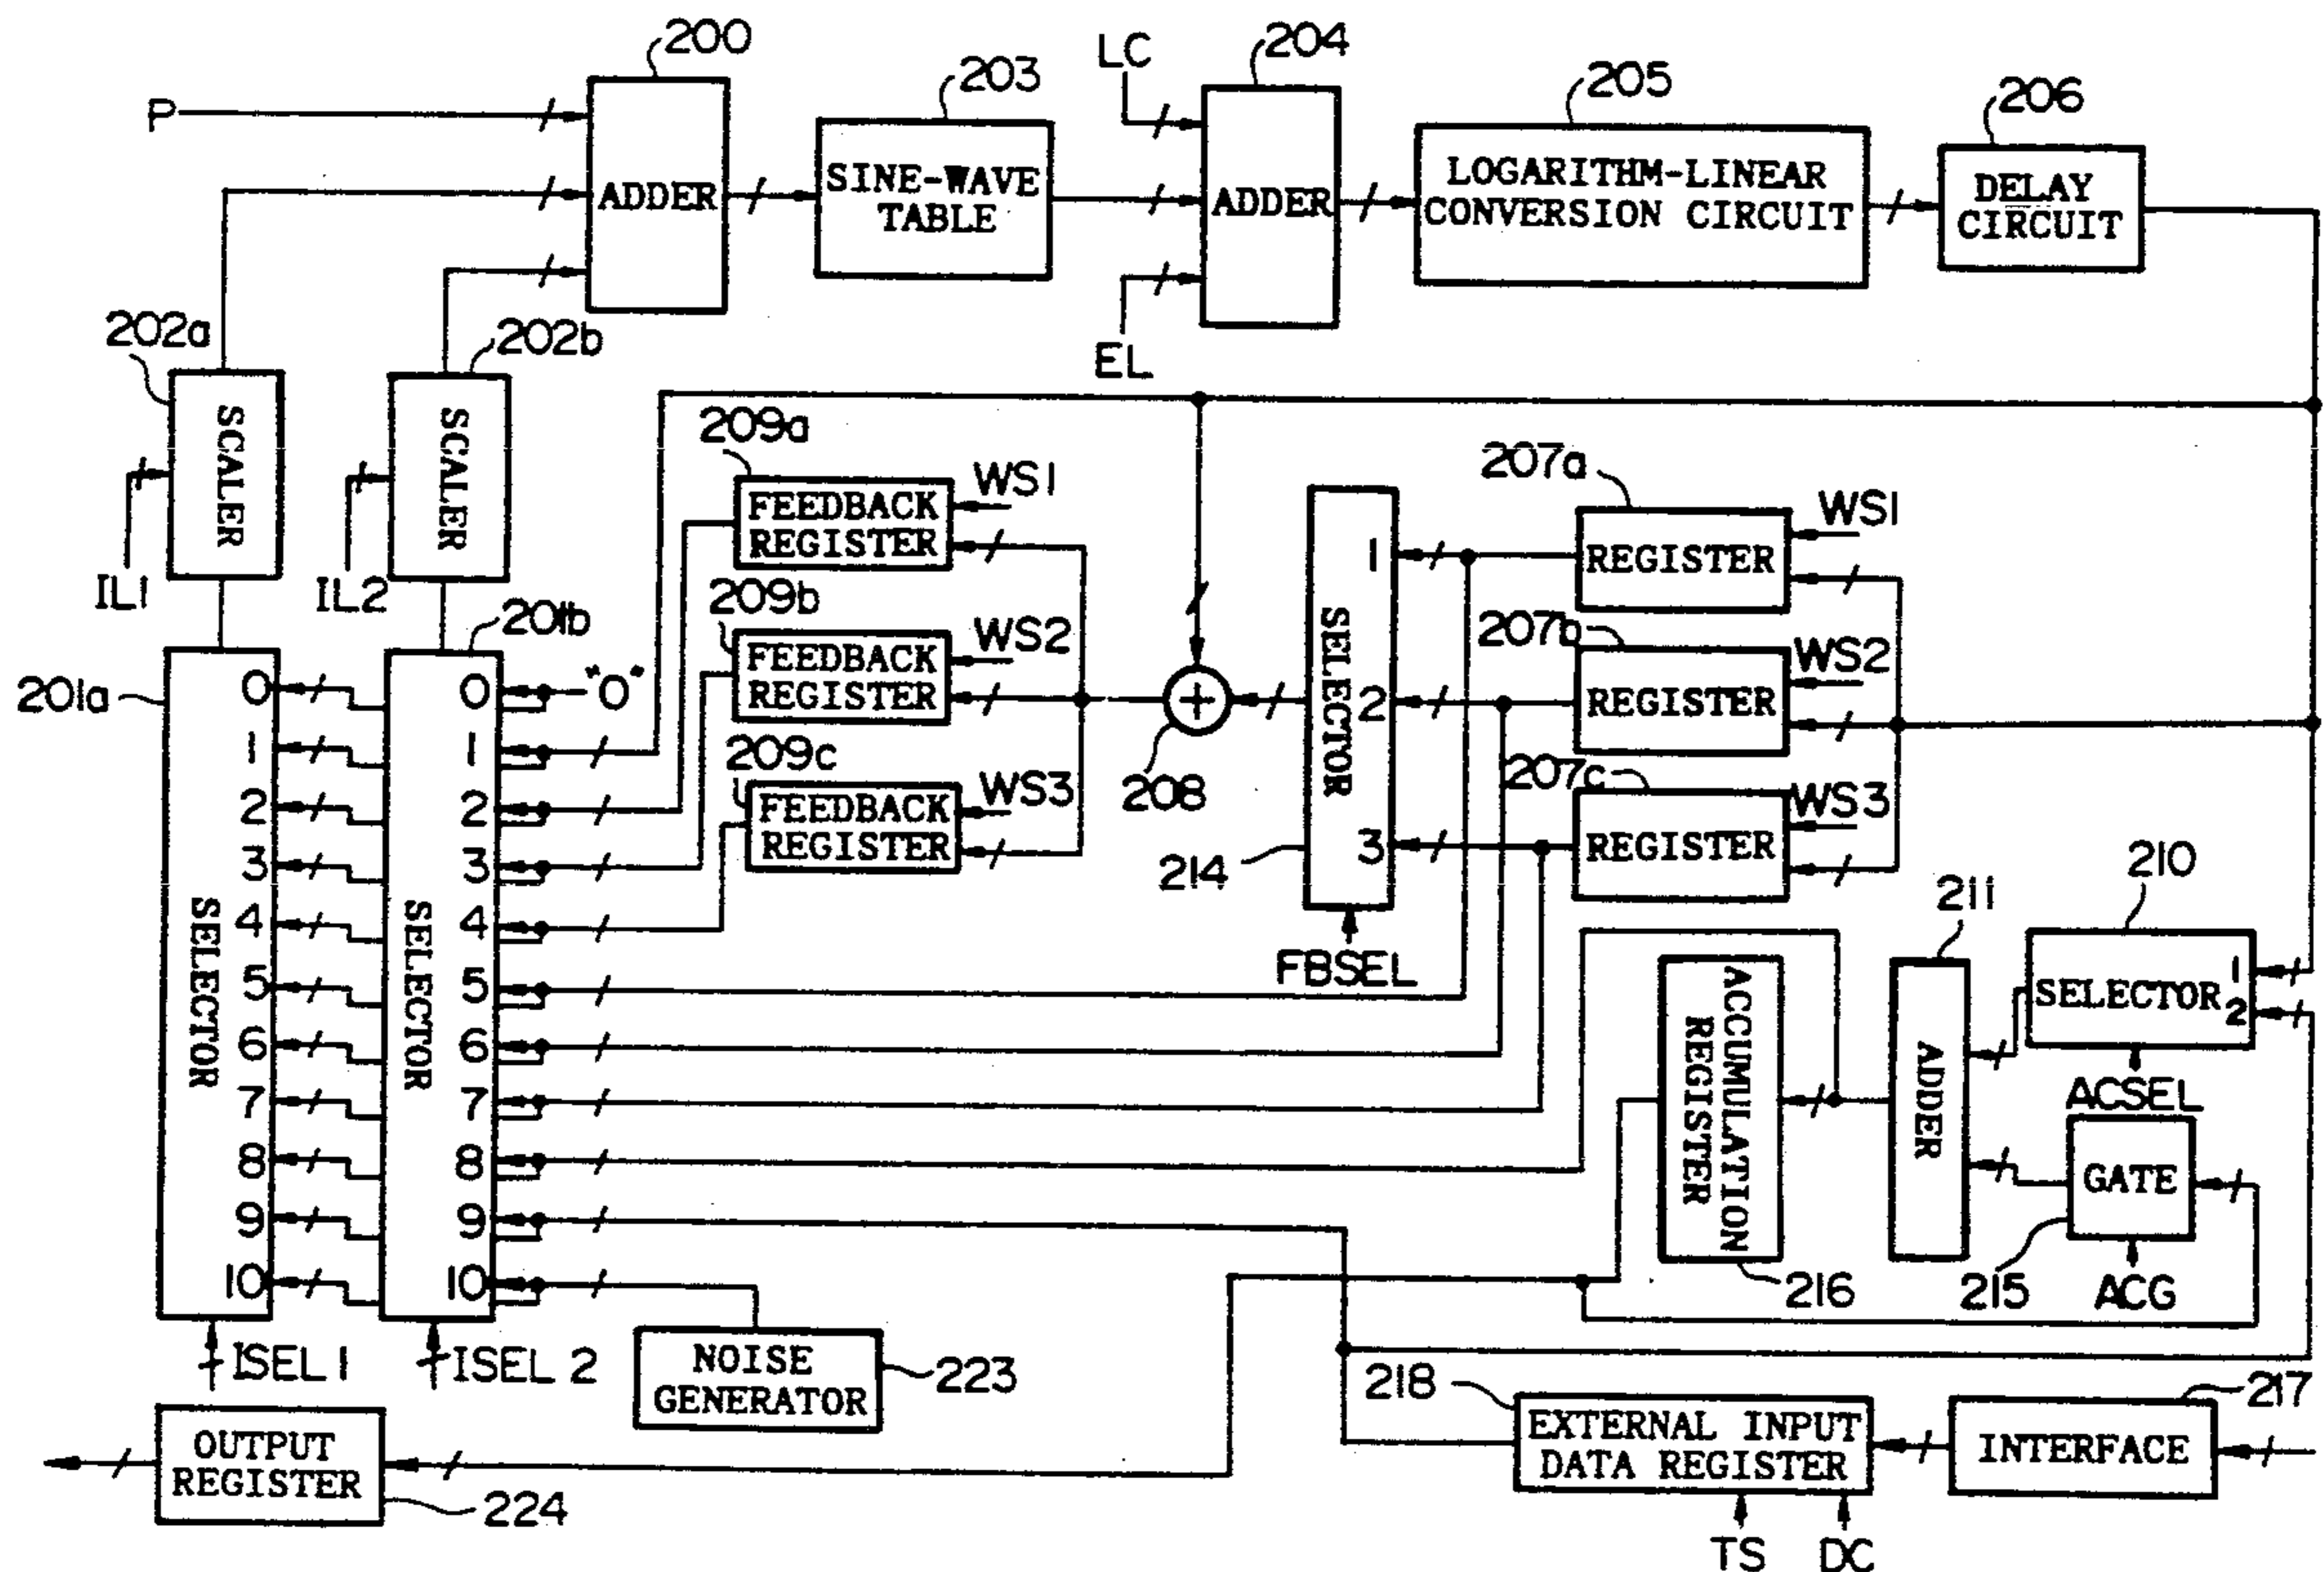 200
203
LC
204
205
206
P
ADDER
SINE-WAVE
TABLE
ADDER
LOGARITHM-LINEAR
CONVERSION CIRCUIT
DELAY
CIRCUIT
EL
202a
SCALER
IL1
202b
SCALER
IL2
209a
FEEDBACK
REGISTER
WS1
209b
FEEDBACK
REGISTER
WS2
209c
FEEDBACK
REGISTER
WS3
208
+
SELECTOR
1
2
3
214
FBSEL
207a
REGISTER
WS1
207b
REGISTER
WS2
207c
REGISTER
WS3
201a
SELECTOR
0
1
2
3
4
5
6
7
8
9
10
ISEL 1
201b
SELECTOR
0
1
2
3
4
5
6
7
8
9
10
"0"
ISEL 2
ACCUMULATION
REGISTER
216
211
ADDER
210
SELECTOR
1
2
ACSEL
GATE
215
ACG
NOISE
GENERATOR
223
218
EXTERNAL INPUT
DATA REGISTER
TS
DC
217
INTERFACE
OUTPUT
REGISTER
224